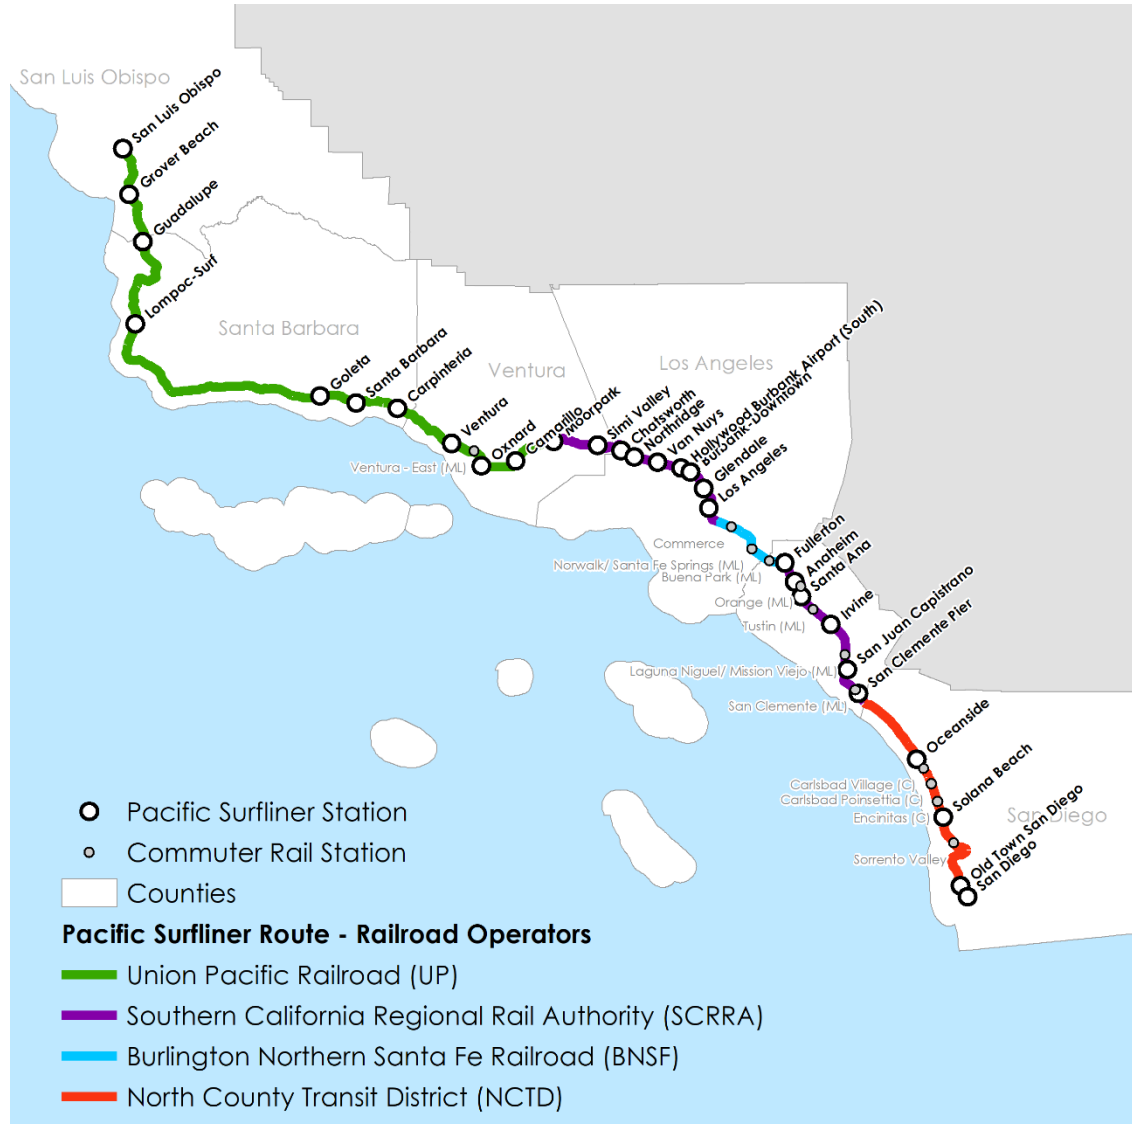 San Luis Obispo
San Luis Obispo
Grover Beach
Guadalupe
Lompoc-Surf
Santa Barbara
Goleta
Santa Barbara
Carpinteria
Ventura
Ventura
Ventura - East (ML)
Oxnard
Camarillo
Moorpark
Los Angeles
Simi Valley
Chatsworth
Northridge
Van Nuys
Hollywood Burbank Airport (South)
Burbank-Downtown
Glendale
Los Angeles
Commerce
Norwalk/ Santa Fe Springs (ML)
Buena Park (ML)
Fullerton
Anaheim
Santa Ana
Orange (ML)
Tustin (ML)
Irvine
Laguna Niguel/ Mission Viejo (ML)
San Juan Capistrano
San Clemente Pier
San Clemente (ML)
Oceanside
Carlsbad Village (C)
Carlsbad Poinsettia (C)
Encinitas (C)
Solana Beach
San Diego
Sorrento Valley
Old Town San Diego
San Diego
Pacific Surfliner Station
Commuter Rail Station
Counties
Pacific Surfliner Route - Railroad Operators
Union Pacific Railroad (UP)
Southern California Regional Rail Authority (SCRRA)
Burlington Northern Santa Fe Railroad (BNSF)
North County Transit District (NCTD)